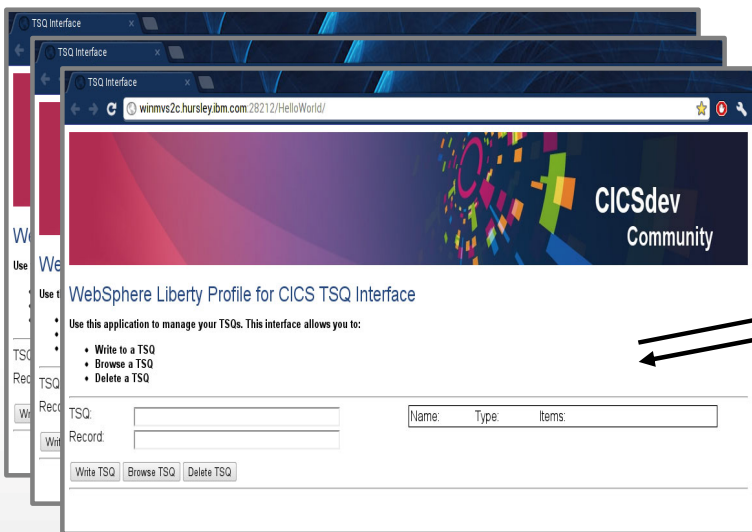 TSQ Interface
TSQ Interface
TSQ Interface
winmvs2c.hursley.ibm.com:28212/HelloWorld/
CICSdev
Community
WebSphere Liberty Profile for CICS TSQ Interface
Use this application to manage your TSQs. This interface allows you to:
• Write to a TSQ
• Browse a TSQ
• Delete a TSQ
TSQ:
Name: Type: Items:
Record:
Write TSQ Browse TSQ Delete TSQ
We
Use t
TSQ
Reco
Writ
W
Use
TSQ
Rec
Wr